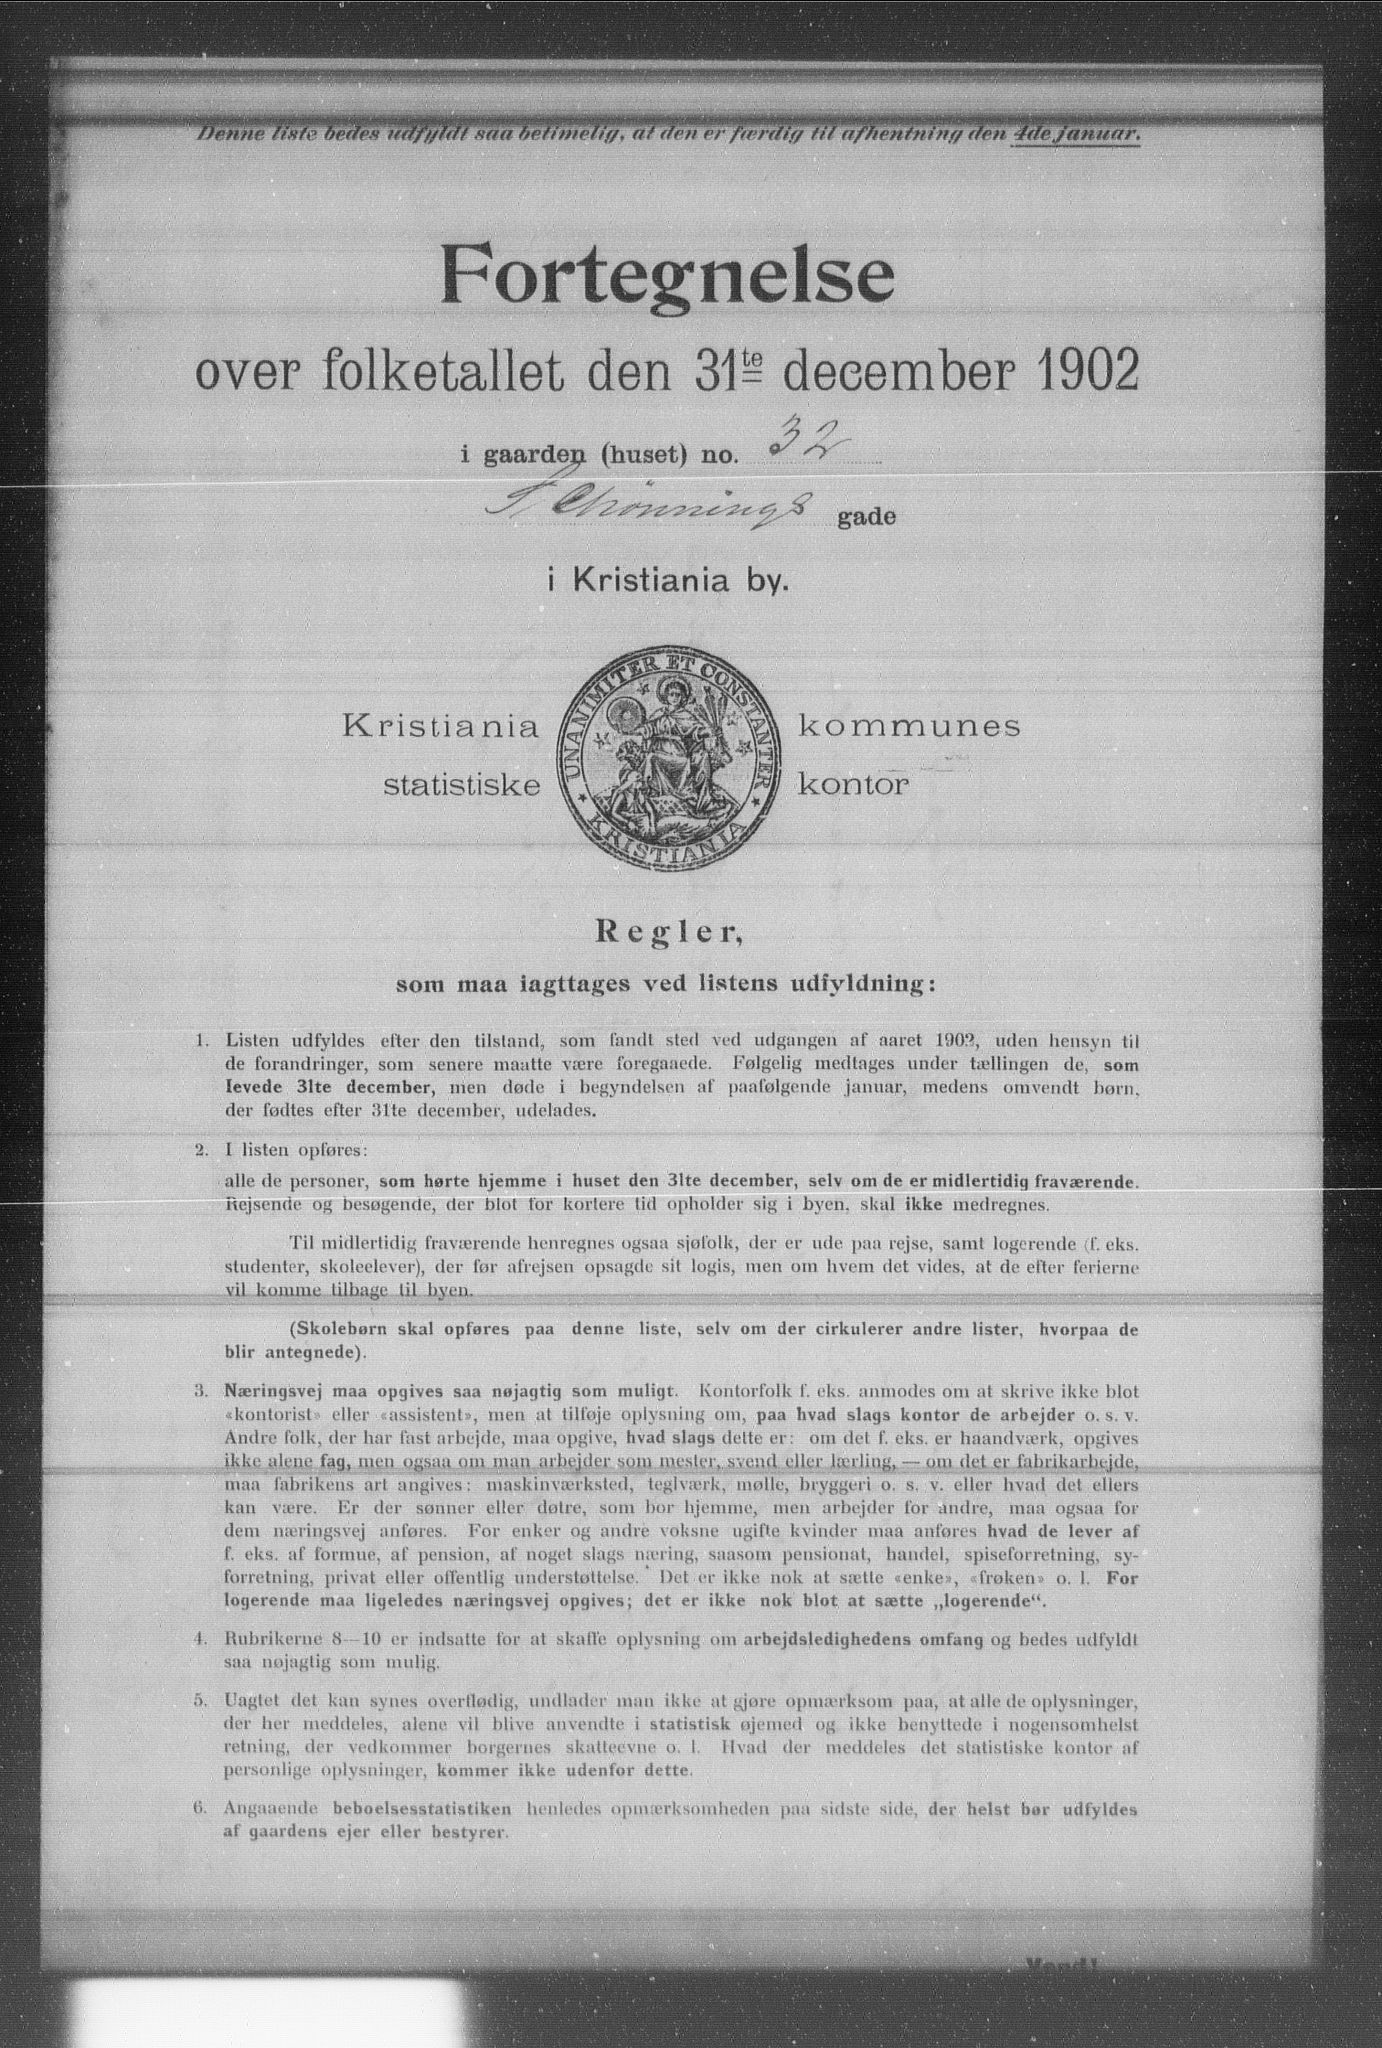 Denne liste bedes udfyldt saa betimelig, at den er færdig til afhentning den 4de januar.
Fortegnelse
over folketallet den 31te december 1902
i gaarden (huset) no. 32
Schønnings gade
i Kristiania by.
UNANIMITER ET CONSTANTER
KRISTIANIA
Kristiania kommunes
statistiske kontor
Regler,
som maa iagttages ved listens udfyldning:
1. Listen udfyldes efter den tilstand, som fandt sted ved udgangen af aaret 1902, uden hensyn til
de forandringer, som senere maatte være foregaaede. Følgelig medtages under tællingen de, som
levede 31te december, men døde i begyndelsen af paafølgende januar, medens omvendt børn,
der fødtes efter 31te december, udelades.
2. I listen opføres:
alle de personer, som hørte hjemme i huset den 31te december, selv om de er midlertidig fraværende.
Rejsende og besøgende, der blot for kortere tid opholder sig i byen, skal ikke medregnes.
Til midlertidig fraværende henregnes ogsaa sjøfolk, der er ude paa rejse, samt logerende (f. eks.
studenter, skoleelever), der før afrejsen opsagde sit logis, men om hvem det vides, at de efter ferierne
vil komme tilbage til byen.
(Skolebørn skal opføres paa denne liste, selv om der cirkulerer andre lister, hvorpaa de
blir antegnede).
3. Næringsvej maa opgives saa nøjagtig som muligt. Kontorfolk f. eks. anmodes om at skrive ikke blot
«kontorist» eller «assistent», men at tilføje oplysning om, paa hvad slags kontor de arbejder o. s. v.
Andre folk, der har fast arbejde, maa opgive, hvad slags dette er: om det f. eks. er haandværk, opgives
ikke alene fag, men ogsaa om man arbejder som mester, svend eller lærling, — om det er fabrikarbejde,
maa fabrikens art angives: maskinværksted, teglværk, mølle, bryggeri o. s. v. eller hvad det ellers
kan være. Er der sønner eller døtre, som bor hjemme, men arbejder for andre, maa ogsaa for
dem næringsvej anføres. For enker og andre voksne ugifte kvinder maa anføres hvad de lever af
f. eks. af formue, af pension, af noget slags næring, saasom pensionat, handel, spiseforretning, sy-
forretning, privat eller offentlig understøttelse. Det er ikke nok at sætte «enke», «frøken» o. l. For
logerende maa ligeledes næringsvej opgives; det er ikke nok blot at sætte „logerende“.
4. Rubrikerne 8—10 er indsatte for at skaffe oplysning om arbejdsledighedens omfang og bedes udfyldt
saa nøjagtig som mulig.
5. Uagtet det kan synes overflødig, undlader man ikke at gjøre opmærksom paa, at alle de oplysninger,
der her meddeles, alene vil blive anvendte i statistisk øjemed og ikke benyttede i nogensomhelst
retning, der vedkommer borgernes skatteevne o. l. Hvad der meddeles det statistiske kontor af
personlige oplysninger, kommer ikke udenfor dette.
6. Angaaende beboelsesstatistiken henledes opmærksomheden paa sidste side, der helst bør udfyldes
af gaardens ejer eller bestyrer.
Vend!